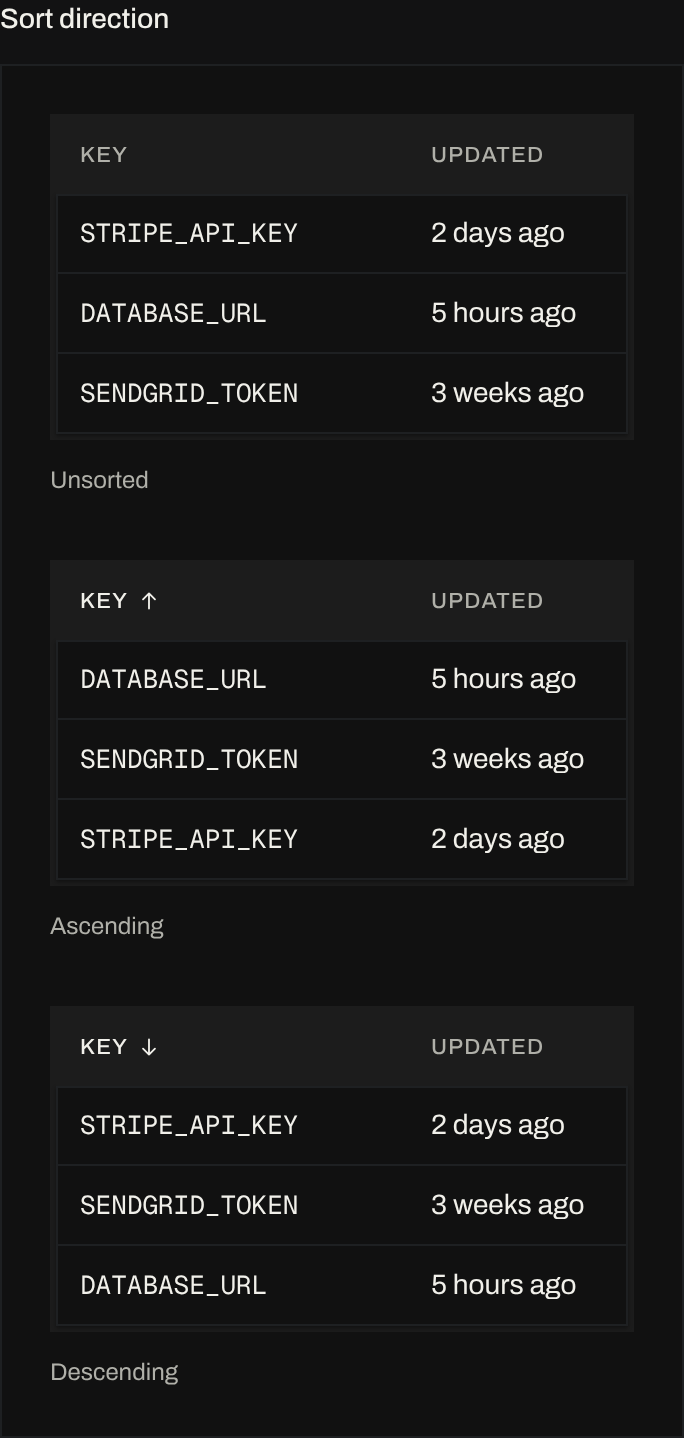 Sort direction
KEY UPDATED
STRIPE_API_KEY 2 days ago
DATABASE_URL 5 hours ago
SENDGRID_TOKEN 3 weeks ago
Unsorted
KEY ↑ UPDATED
DATABASE_URL 5 hours ago
SENDGRID_TOKEN 3 weeks ago
STRIPE_API_KEY 2 days ago
Ascending
KEY ↓ UPDATED
STRIPE_API_KEY 2 days ago
SENDGRID_TOKEN 3 weeks ago
DATABASE_URL 5 hours ago
Descending